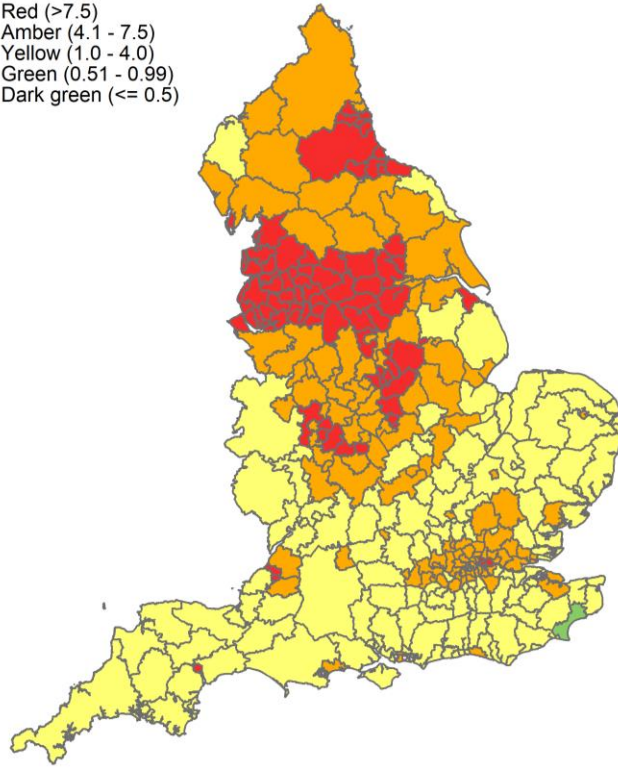 Red (>7.5)
Amber (4.1 - 7.5)
Yellow (1.0 - 4.0)
Green (0.51 - 0.99)
Dark green (<= 0.5)